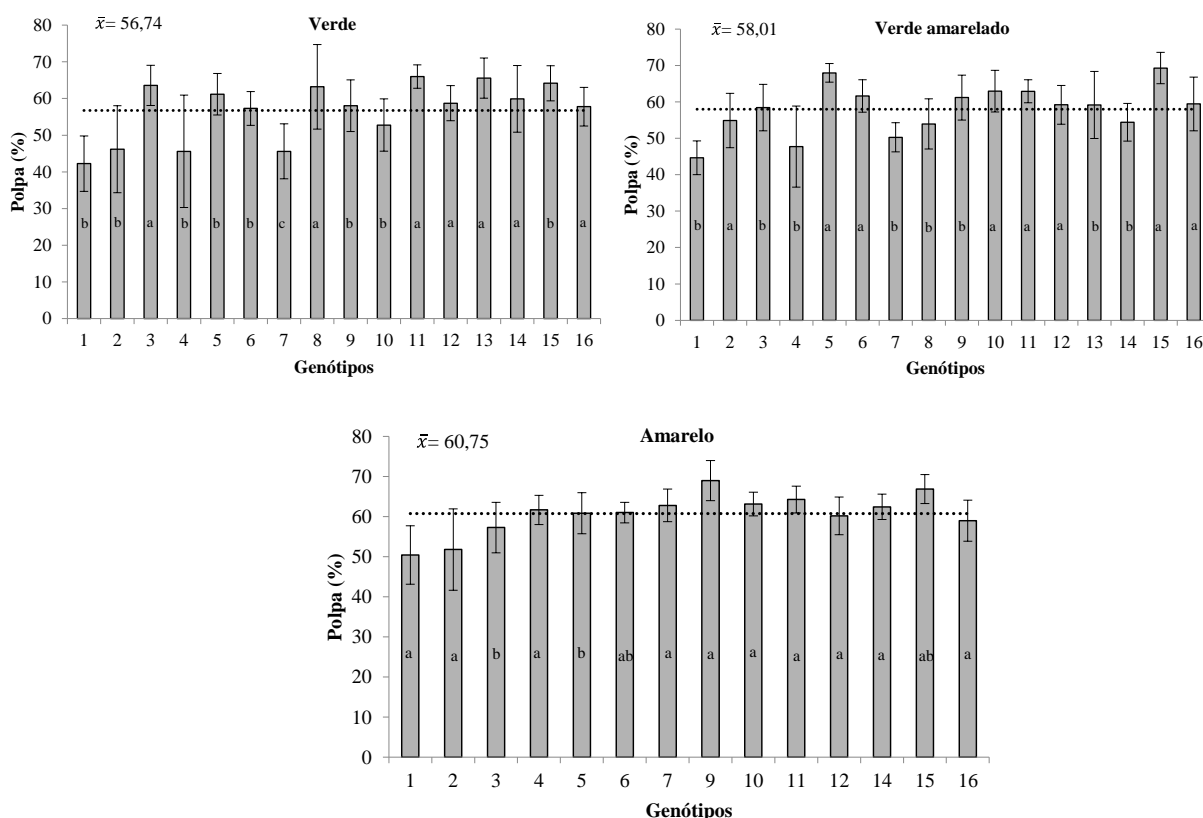 x̄= 56,74
Verde
Polpa (%)
80
70
60
50
40
30
20
10
0
b b a b b b c a b b a a a a b a
1 2 3 4 5 6 7 8 9 10 11 12 13 14 15 16
Genótipos
x̄= 58,01
Verde amarelado
Polpa (%)
80
70
60
50
40
30
20
10
0
b a b b a a b b b a a a b b a a
1 2 3 4 5 6 7 8 9 10 11 12 13 14 15 16
Genótipos
x̄= 60,75
Amarelo
Polpa (%)
80
70
60
50
40
30
20
10
0
a a b a b ab a a a a a a ab a
1 2 3 4 5 6 7 9 10 11 12 14 15 16
Genótipos